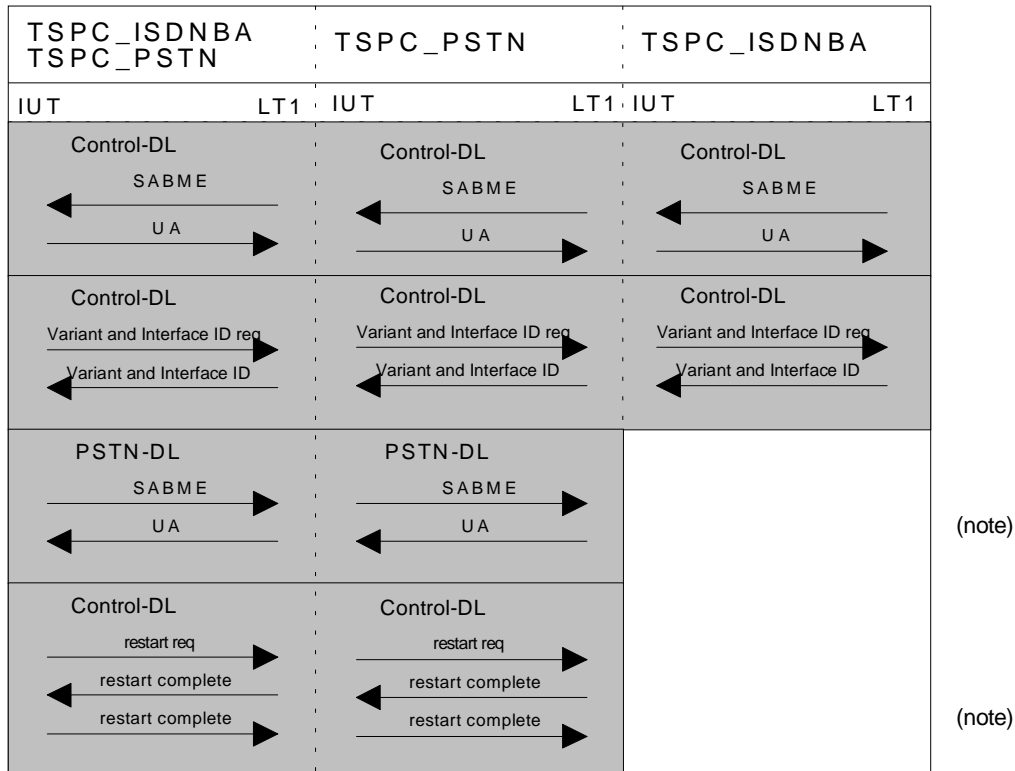 TSPC_ISDNBA
TSPC_PSTN
TSPC_PSTN
TSPC_ISDNBA
IUT LT1 IUT LT1 IUT LT1
Control-DL Control-DL Control-DL
SABME SABME SABME
UA UA UA
Control-DL Control-DL Control-DL
Variant and Interface ID req Variant and Interface ID req Variant and Interface ID req
Variant and Interface ID Variant and Interface ID Variant and Interface ID
PSTN-DL PSTN-DL
SABME SABME
UA UA (note)
Control-DL Control-DL
restart req restart req
restart complete restart complete
restart complete restart complete (note)